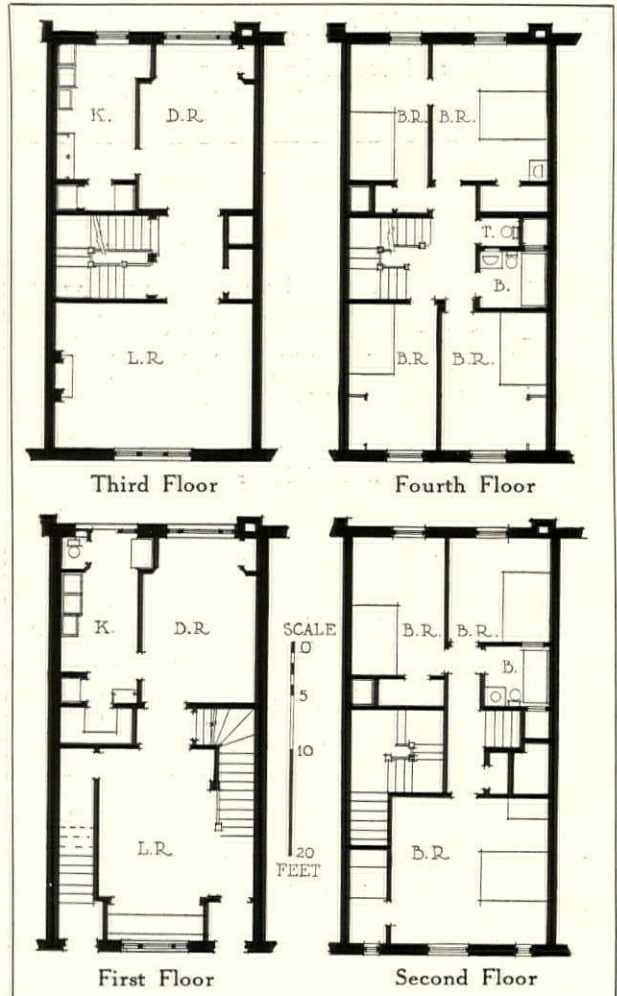 K.
D.R
L.R
Third Floor
B.R.
B.R.
T.
B.
B.R
B.R.
Fourth Floor
K.
D.R
L.R
First Floor
SCALE
0
5
10
20
FEET
B.R.
B.R.
B.
B.R
Second Floor